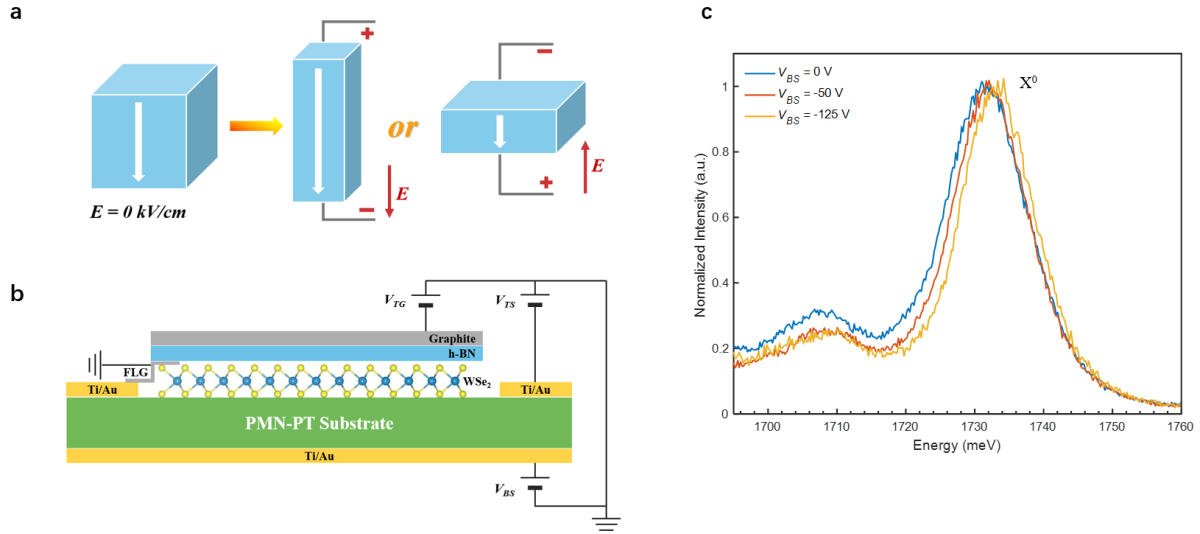 a
+
−
E
E = 0 kV/cm
or
−
+
E
b
V_TG
V_TS
Graphite
h-BN
FLG
WSe₂
Ti/Au
Ti/Au
PMN-PT Substrate
Ti/Au
V_BS
c
V_BS = 0 V
V_BS = -50 V
V_BS = -125 V
X⁰
Normalized Intensity (a.u.)
1
0.8
0.6
0.4
0.2
0
1700 1710 1720 1730 1740 1750 1760
Energy (meV)